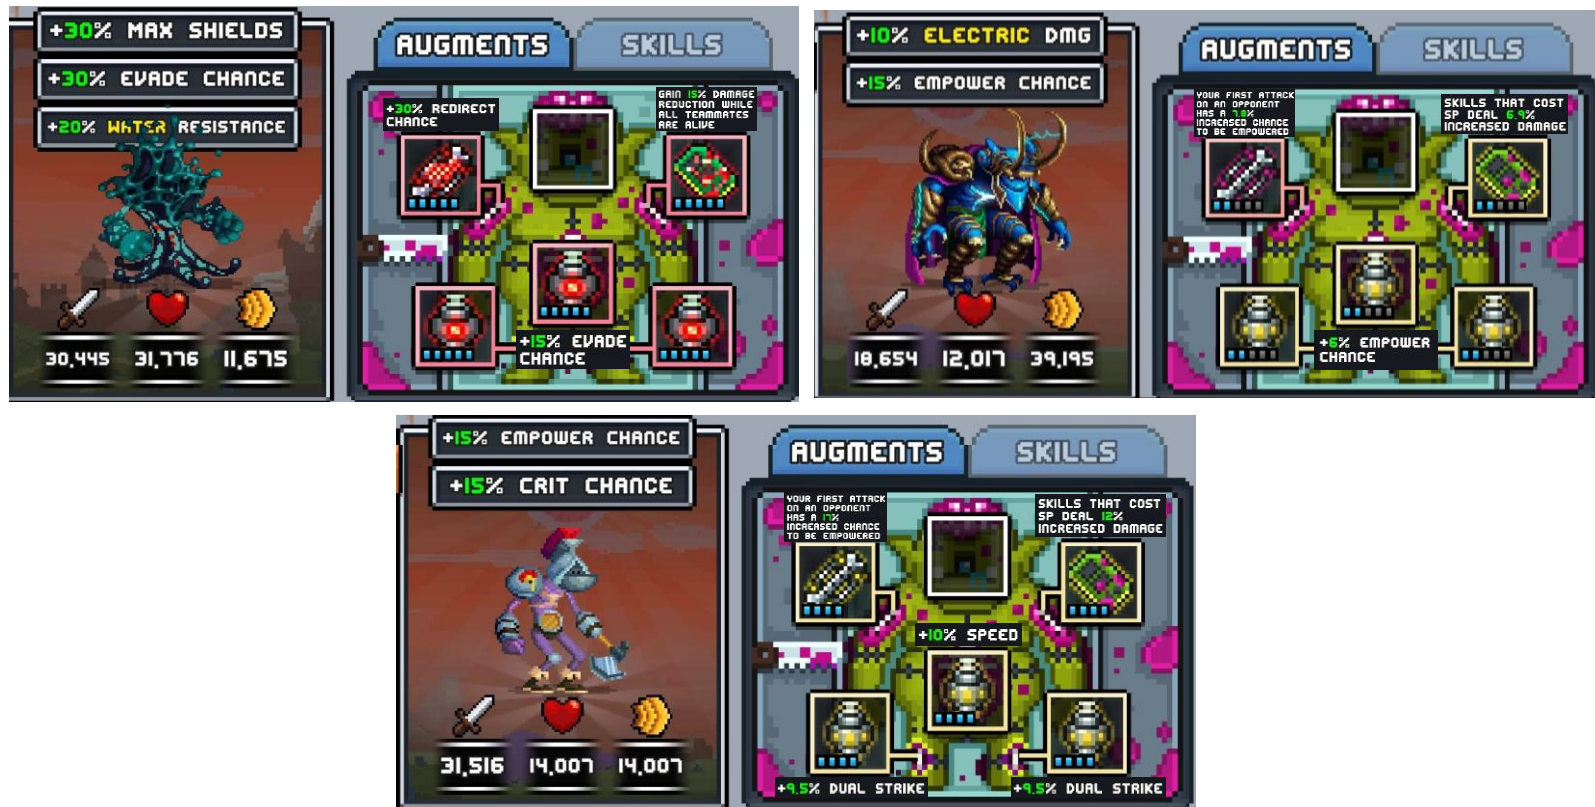 +30% MAX SHIELDS
+30% EVADE CHANCE
+20% WATER RESISTANCE
30,445
31,776
11,675
AUGMENTS
SKILLS
+30% REDIRECT
CHANCE
GAIN 15% DAMAGE
REDUCTION WHILE
ALL TEAMMATES
ARE ALIVE
+15% EVADE
CHANCE
+10% ELECTRIC DMG
+15% EMPOWER CHANCE
18,654
12,017
39,195
AUGMENTS
SKILLS
YOUR FIRST ATTACK
ON AN OPPONENT
HAS A 7.8%
INCREASED CHANCE
TO BE EMPOWERED
SKILLS THAT COST
SP DEAL 6.9%
INCREASED DAMAGE
+6% EMPOWER
CHANCE
+15% EMPOWER CHANCE
+15% CRIT CHANCE
31,516
14,007
14,007
AUGMENTS
SKILLS
YOUR FIRST ATTACK
ON AN OPPONENT
HAS A 17%
INCREASED CHANCE
TO BE EMPOWERED
SKILLS THAT COST
SP DEAL 12%
INCREASED DAMAGE
+10% SPEED
+9.5% DUAL STRIKE
+9.5% DUAL STRIKE